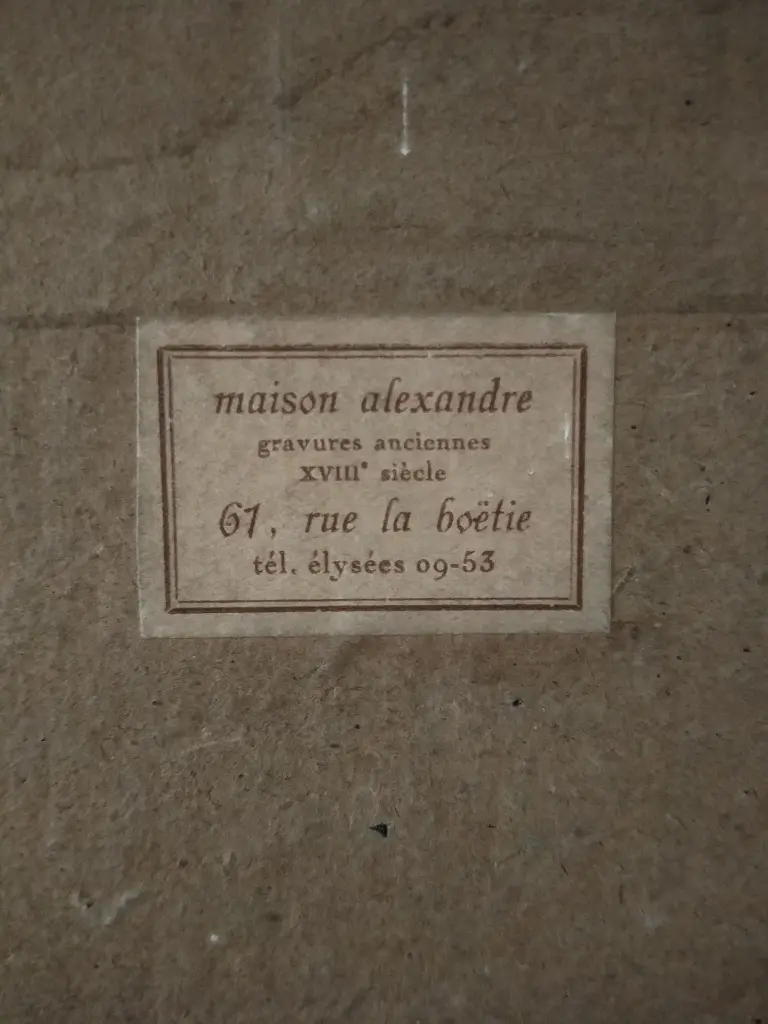 maison alexandre
gravures anciennes
XVIIIᵉ siècle
61, rue la boëtie
tél. élysées 09-53